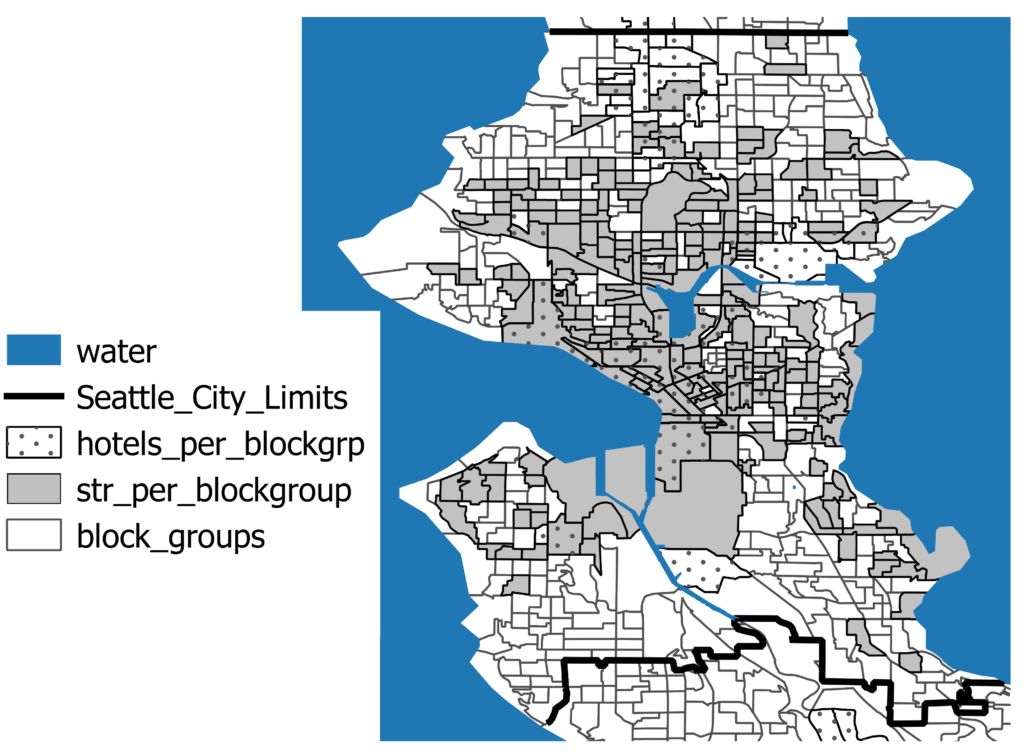 water
Seattle_City_Limits
hotels_per_blockgrp
str_per_blockgroup
block_groups